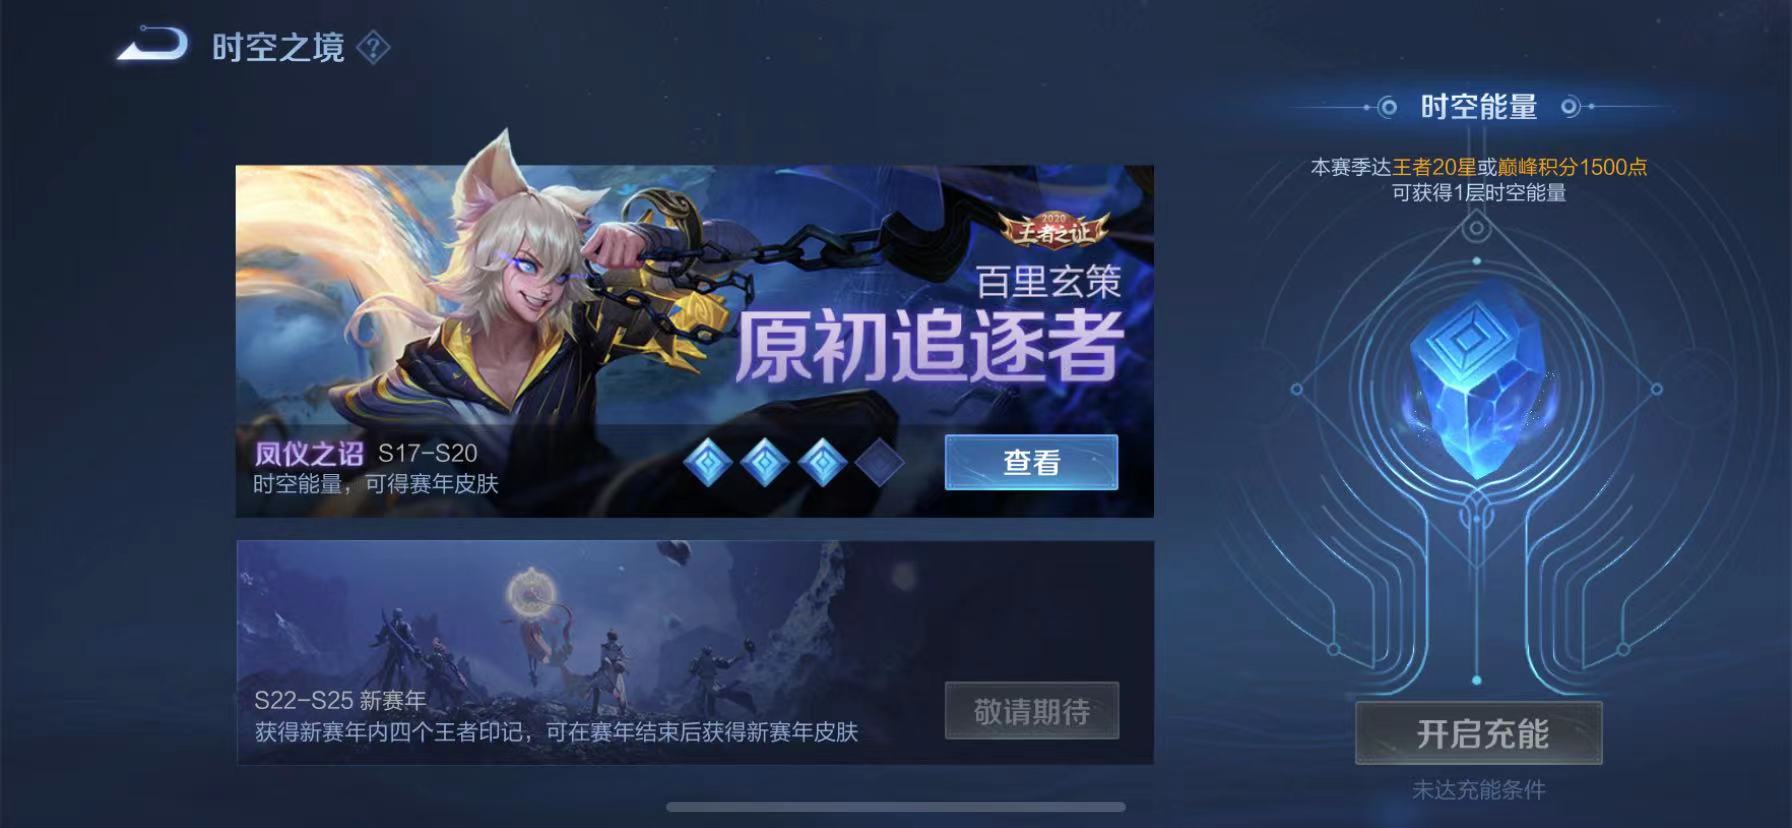 时空之境
时空能量
本赛季达王者20星或巅峰积分1500点
可获得1层时空能量
2020
王者之证
百里玄策
原初追逐者
凤仪之诏 S17-S20
时空能量，可得赛年皮肤
查看
S22-S25 新赛年
获得新赛年内四个王者印记，可在赛年结束后获得新赛年皮肤
敬请期待
开启充能
未达充能条件